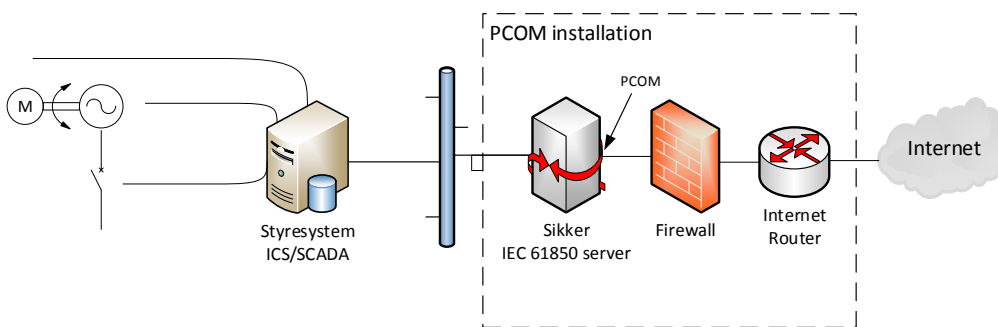 PCOM installation
PCOM
M
Internet
Styresystem
ICS/SCADA
Sikker
IEC 61850 server
Firewall
Internet
Router